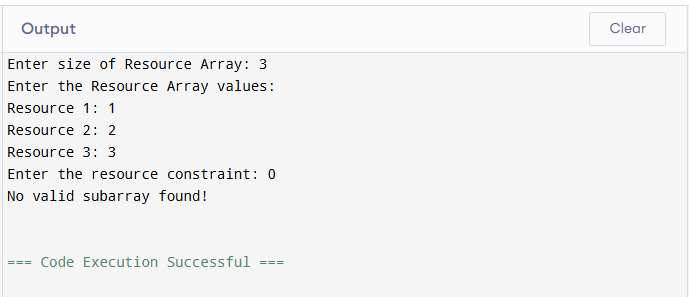 Output
Clear
Enter size of Resource Array: 3
Enter the Resource Array values:
Resource 1: 1
Resource 2: 2
Resource 3: 3
Enter the resource constraint: 0
No valid subarray found!
=== Code Execution Successful ===